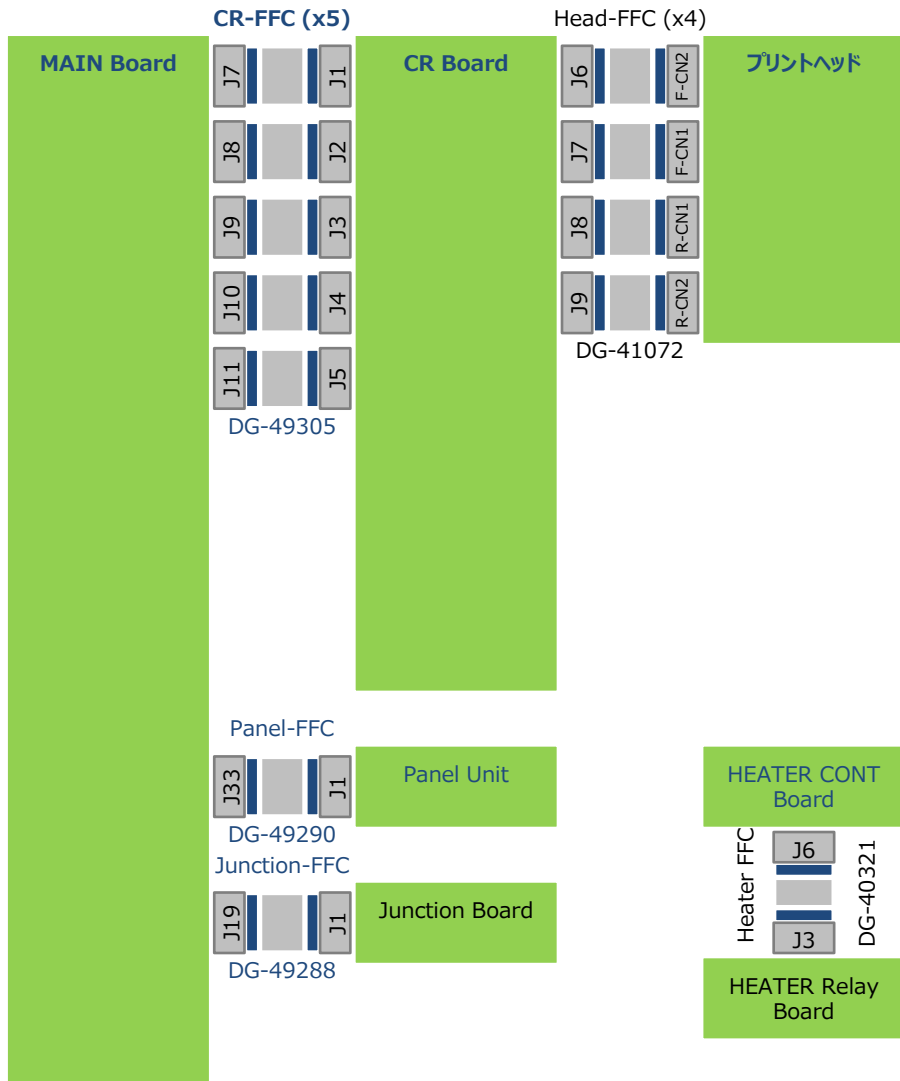 CR-FFC (x5)
Head-FFC (x4)
MAIN Board
J7
J1
CR Board
J6
F-CN2
プリントヘッド
J8
J2
J7
F-CN1
J9
J3
J8
R-CN1
J10
J4
J9
R-CN2
DG-41072
J11
J5
DG-49305
Panel-FFC
J33
J1
Panel Unit
DG-49290
HEATER CONT
Board
Heater FFC
J6
J3
DG-40321
Junction-FFC
J19
J1
Junction Board
DG-49288
HEATER Relay
Board